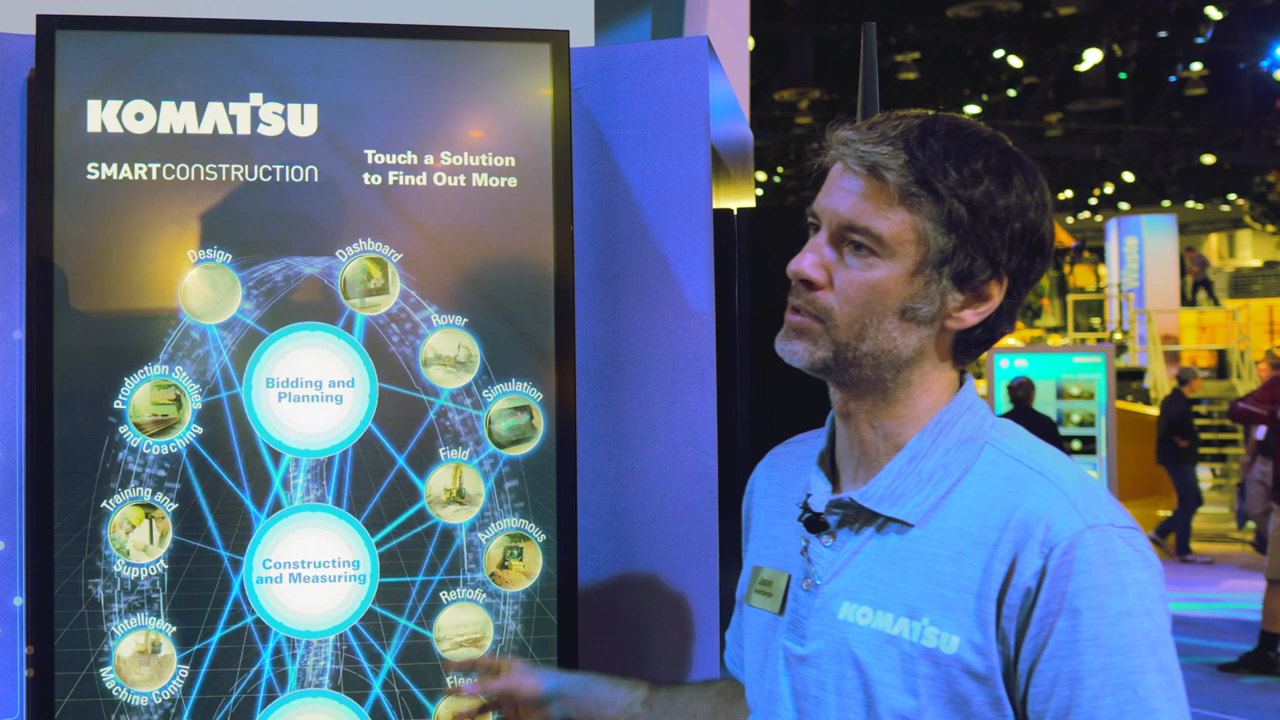 KOMATSU
SMARTCONSTRUCTION
Touch a Solution
to Find Out More
Design
Dashboard
Rover
Bidding and
Planning
Production Studies
and Coaching
Simulation
Field
Training and
Support
Constructing
and Measuring
Autonomous
Retrofit
Intelligent
Machine Control
KOMATSU
Waste